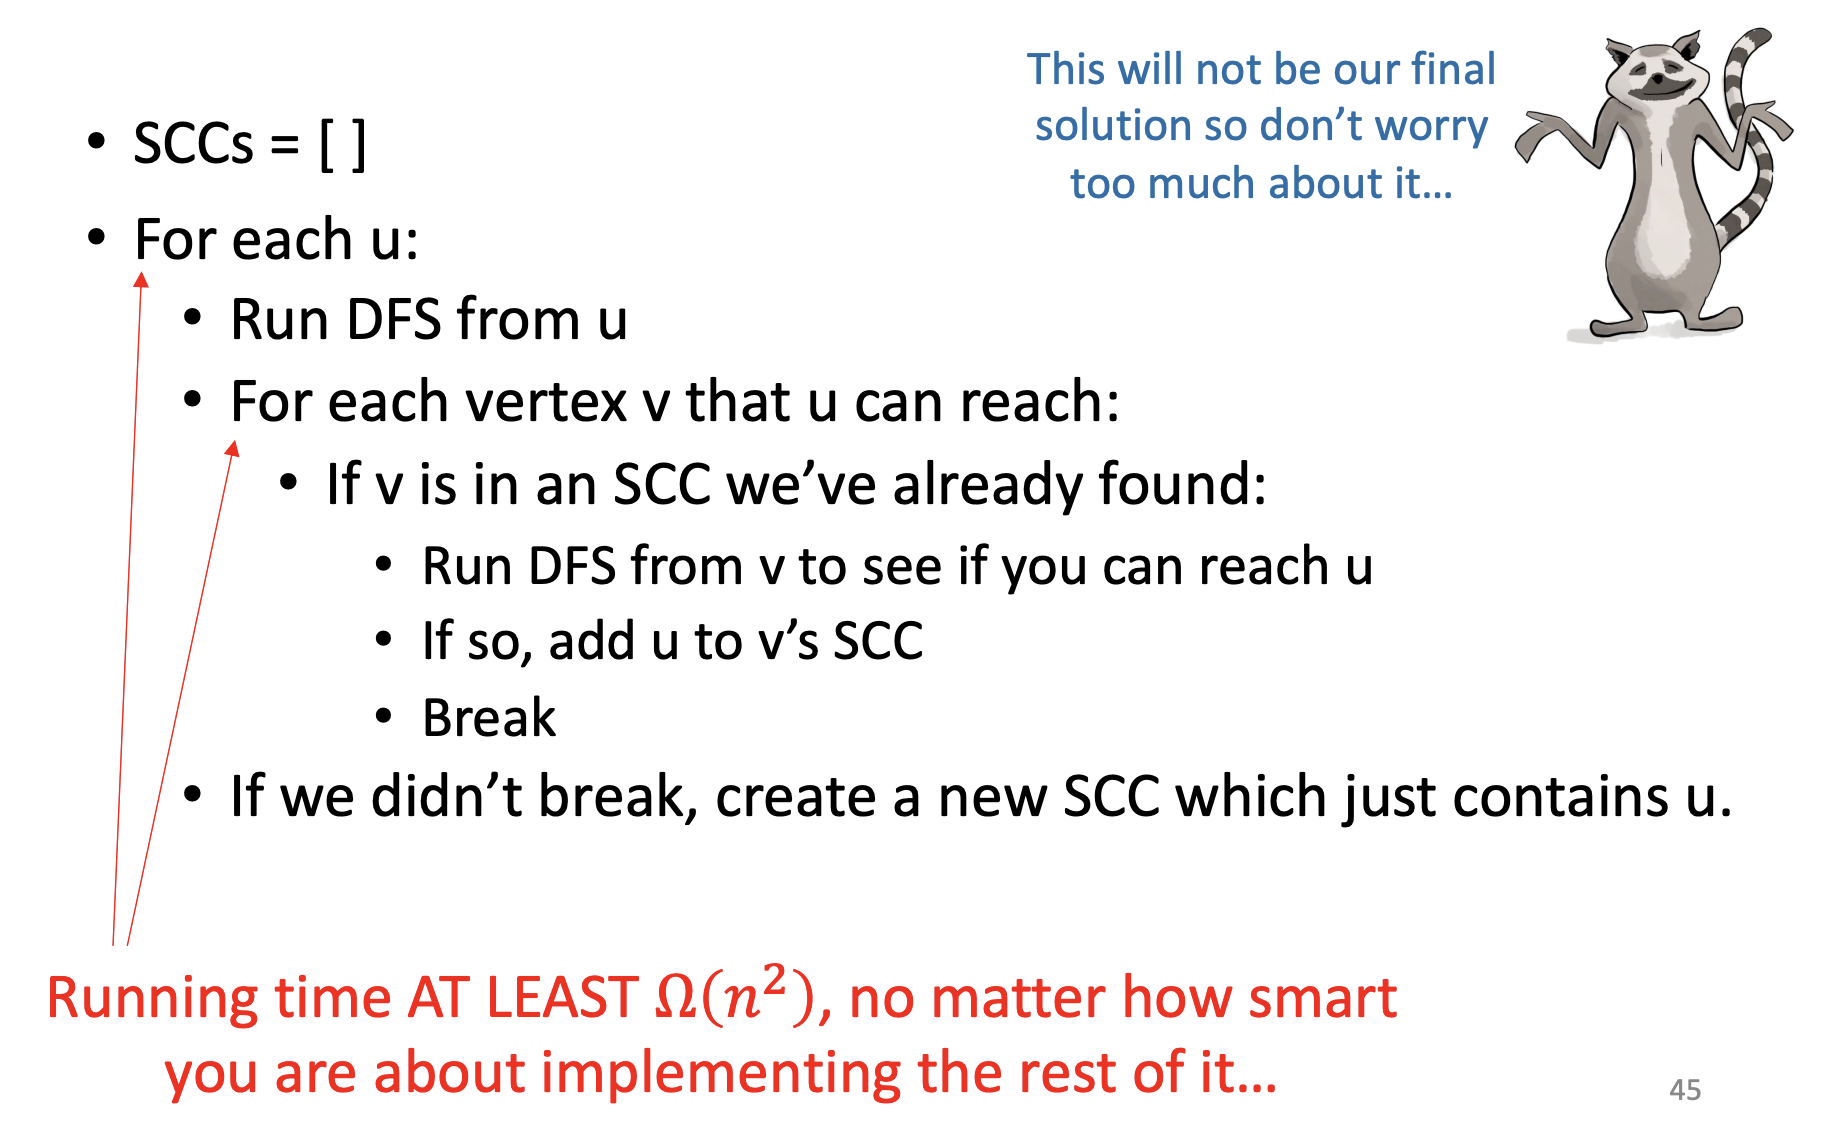 This will not be our final
solution so don’t worry
too much about it…
• SCCs = [ ]
• For each u:
• Run DFS from u
• For each vertex v that u can reach:
• If v is in an SCC we’ve already found:
• Run DFS from v to see if you can reach u
• If so, add u to v’s SCC
• Break
• If we didn’t break, create a new SCC which just contains u.
Running time AT LEAST Ω(n²), no matter how smart
you are about implementing the rest of it…
45